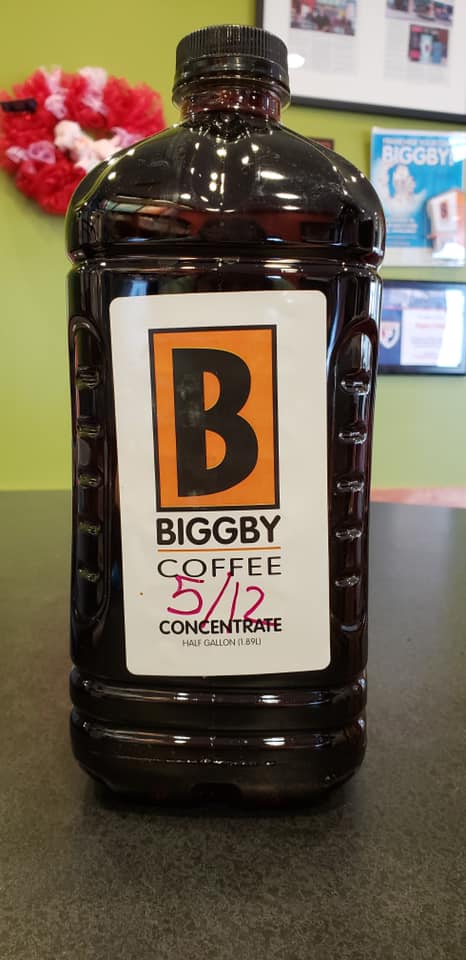 BIGGBY
B
BIGGBY
COFFEE
5/12
CONCENTRATE
HALF GALLON (1.89L)